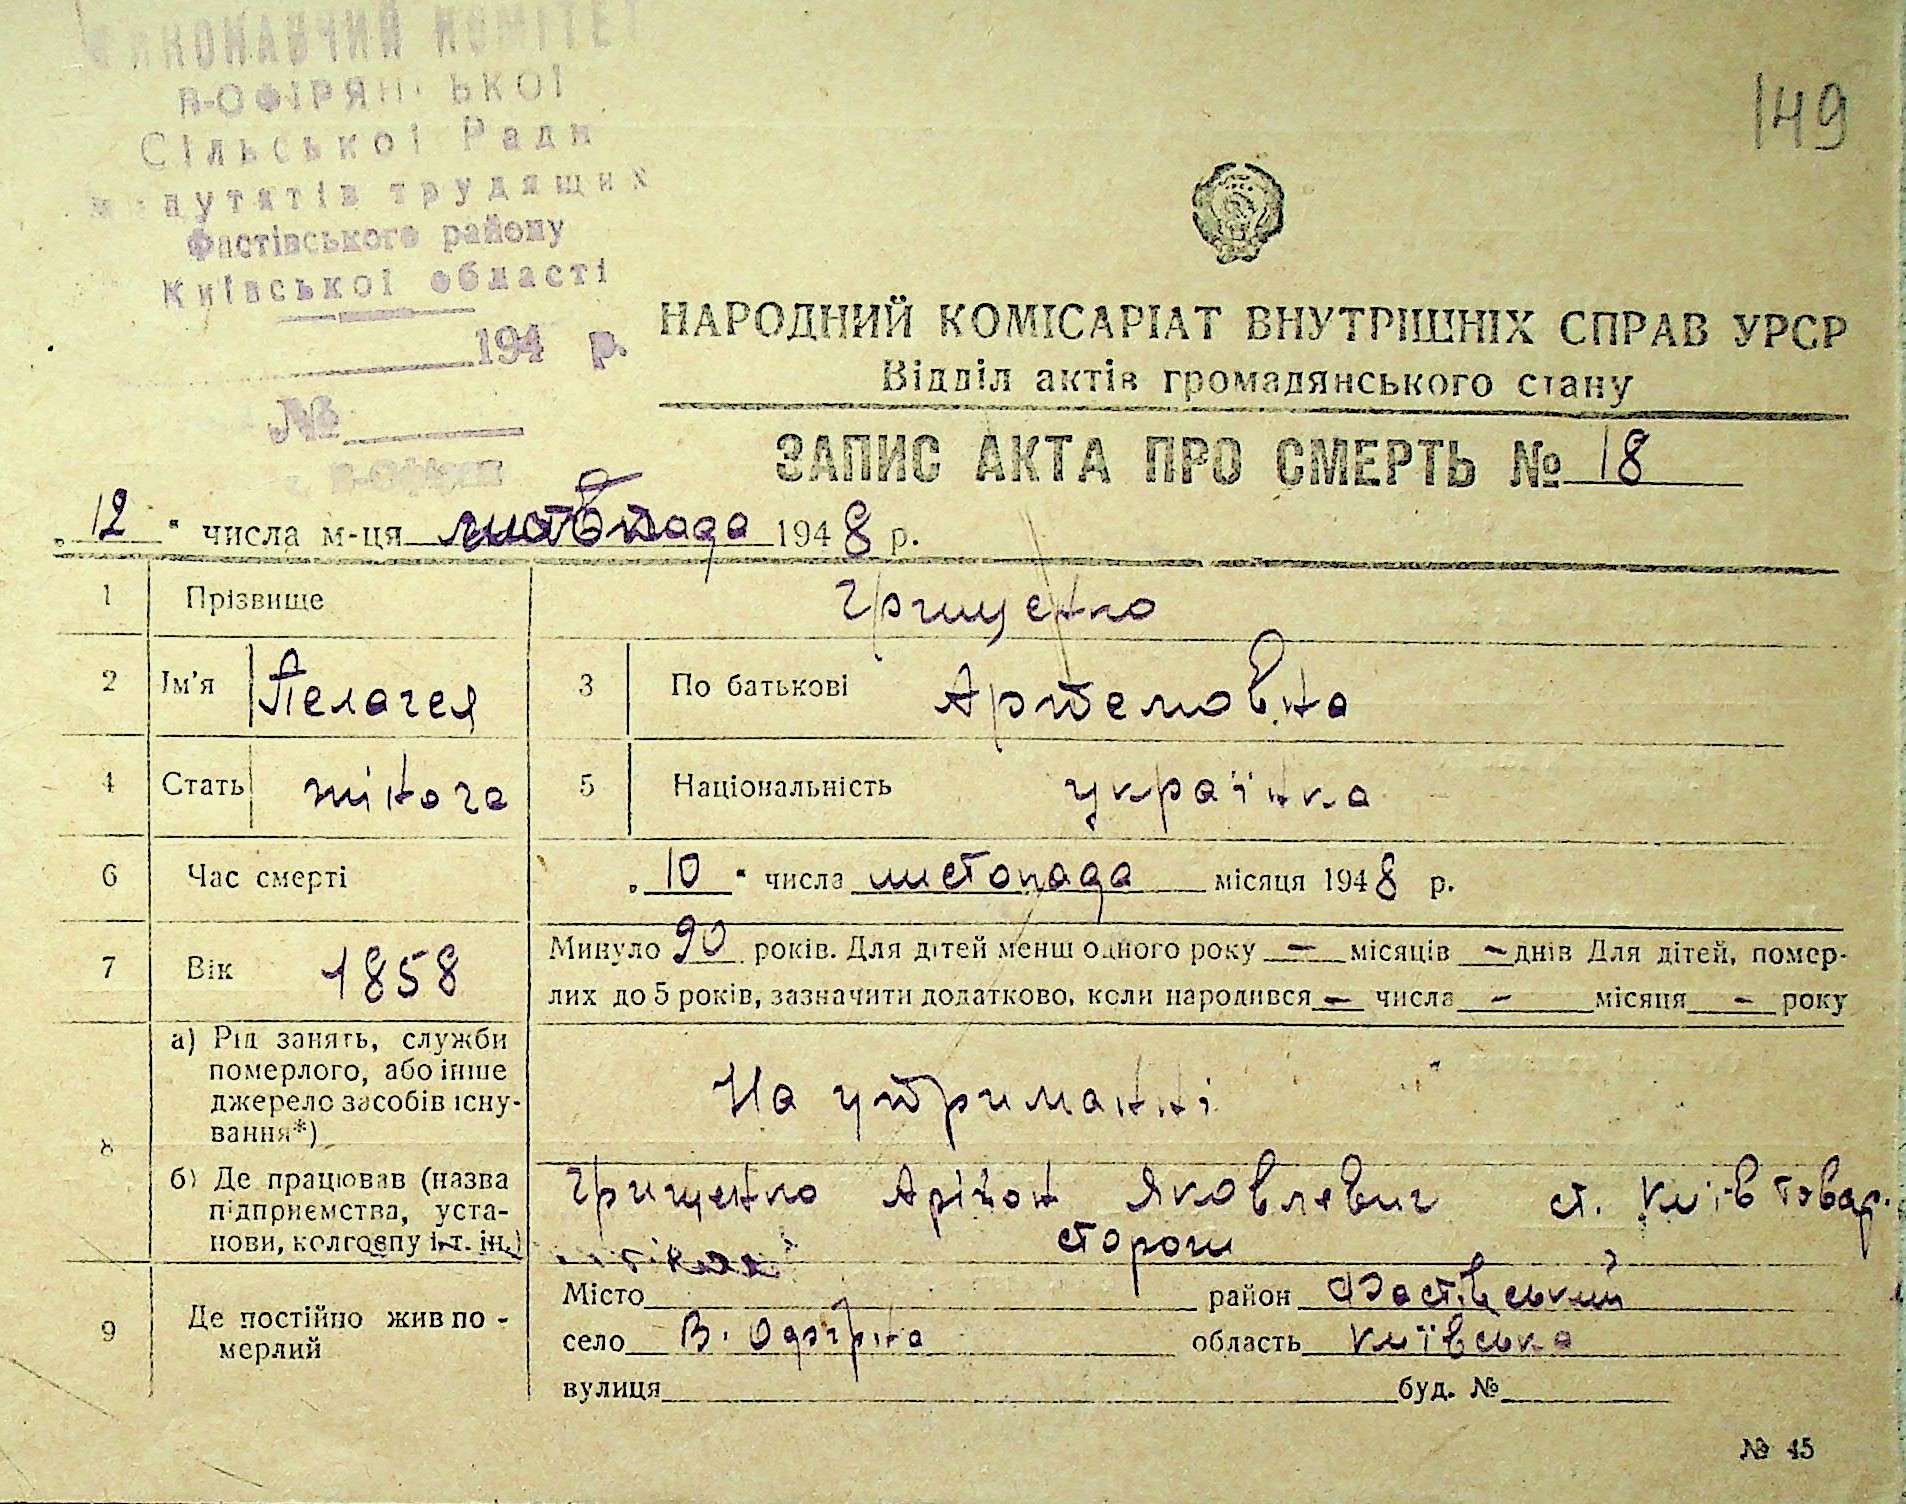 ВИКОНАВЧИЙ КОМІТЕТ
В-ОФІРЯНСЬКОЇ
Сільської Ради
депутатів трудящих
Фастівського району
Київської області
194 р.
№
149
НАРОДНИЙ КОМІСАРІАТ ВНУТРІШНІХ СПРАВ УРСР
Відділ актів громадянського стану
ЗАПИС АКТА ПРО СМЕРТЬ № 18
„12“ числа м-ця листопада 1948 р.
1 Прізвище Грищенко
2 Ім'я Пелагея 3 По батькові Артемовна
4 Стать жіноча 5 Національність українка
6 Час смерті „10“ числа листопада місяця 1948 р.
7 Вік 1858 Минуло 90 років. Для дітей менш одного року — місяців — днів Для дітей, помер-
лих до 5 років, зазначити додатково, коли народився — числа — місяця — року
8 а) Рід занять, служби
померлого, або інше
джерело засобів існу-
вання*)
На утриманні
б) Де працював (назва
підприємства, уста-
нови, колгоспу і т. ін.)
Грищенко Яковлевич ст. Київ товар.
сторож
9 Де постійно жив по-
мерлий
Місто район Фастівський
село В. Офірна область Київська
вулиця буд. №
№ 45